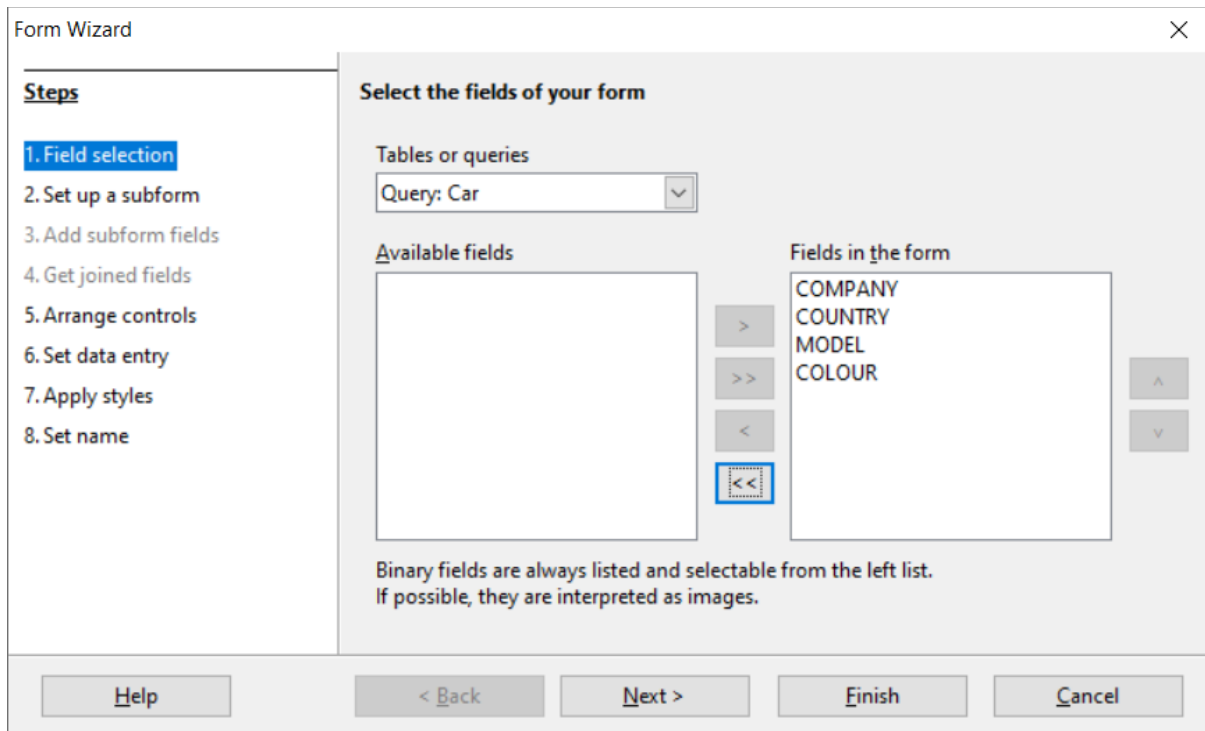 Form Wizard
Steps
1. Field selection
2. Set up a subform
3. Add subform fields
4. Get joined fields
5. Arrange controls
6. Set data entry
7. Apply styles
8. Set name
Select the fields of your form
Tables or queries
Query: Car
Available fields
Fields in the form
COMPANY
COUNTRY
MODEL
COLOUR
>
>>
<
<<
^
v
Binary fields are always listed and selectable from the left list.
If possible, they are interpreted as images.
Help
< Back
Next >
Finish
Cancel